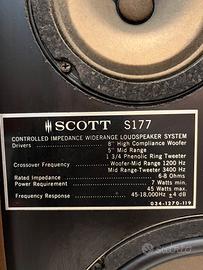 SCOTT S177
CONTROLLED IMPEDANCE WIDERANGE LOUDSPEAKER SYSTEM
Drivers 8" High Compliance Woofer
5" Mid Range
1 3/4 Phenolic Ring Tweeter
Crossover Frequency Woofer-Mid Range 1200 Hz
Mid Range-Tweeter 3400 Hz
Rated Impedance 6-8 Ohms
Power Requirement 7 Watts min.
45 Watts max.
Frequency Response 45-18,000Hz ±4 dB
034-1270-119
subito